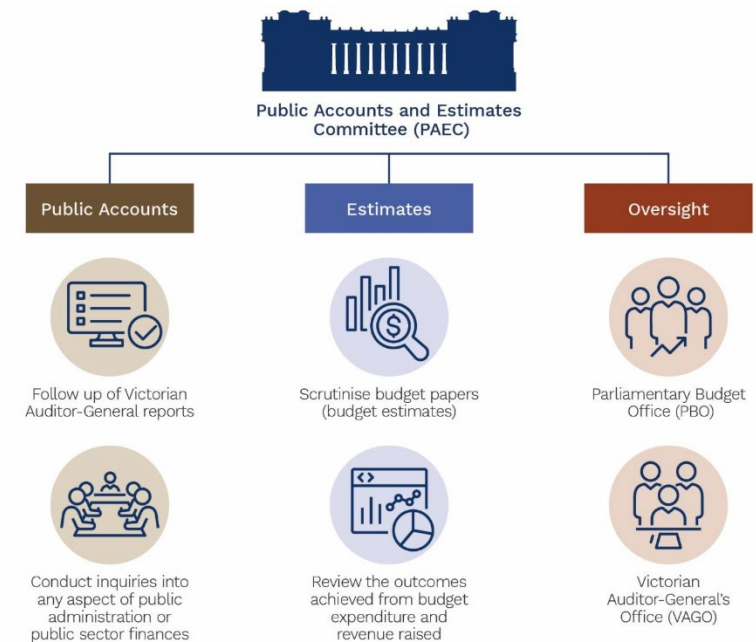 Public Accounts and Estimates
Committee (PAEC)
Public Accounts
Estimates
Oversight
Follow up of Victorian
Auditor-General reports
Scrutinise budget papers
(budget estimates)
Parliamentary Budget
Office (PBO)
Conduct inquiries into
any aspect of public
administration or
public sector finances
Review the outcomes
achieved from budget
expenditure and
revenue raised
Victorian
Auditor-General's
Office (VAGO)